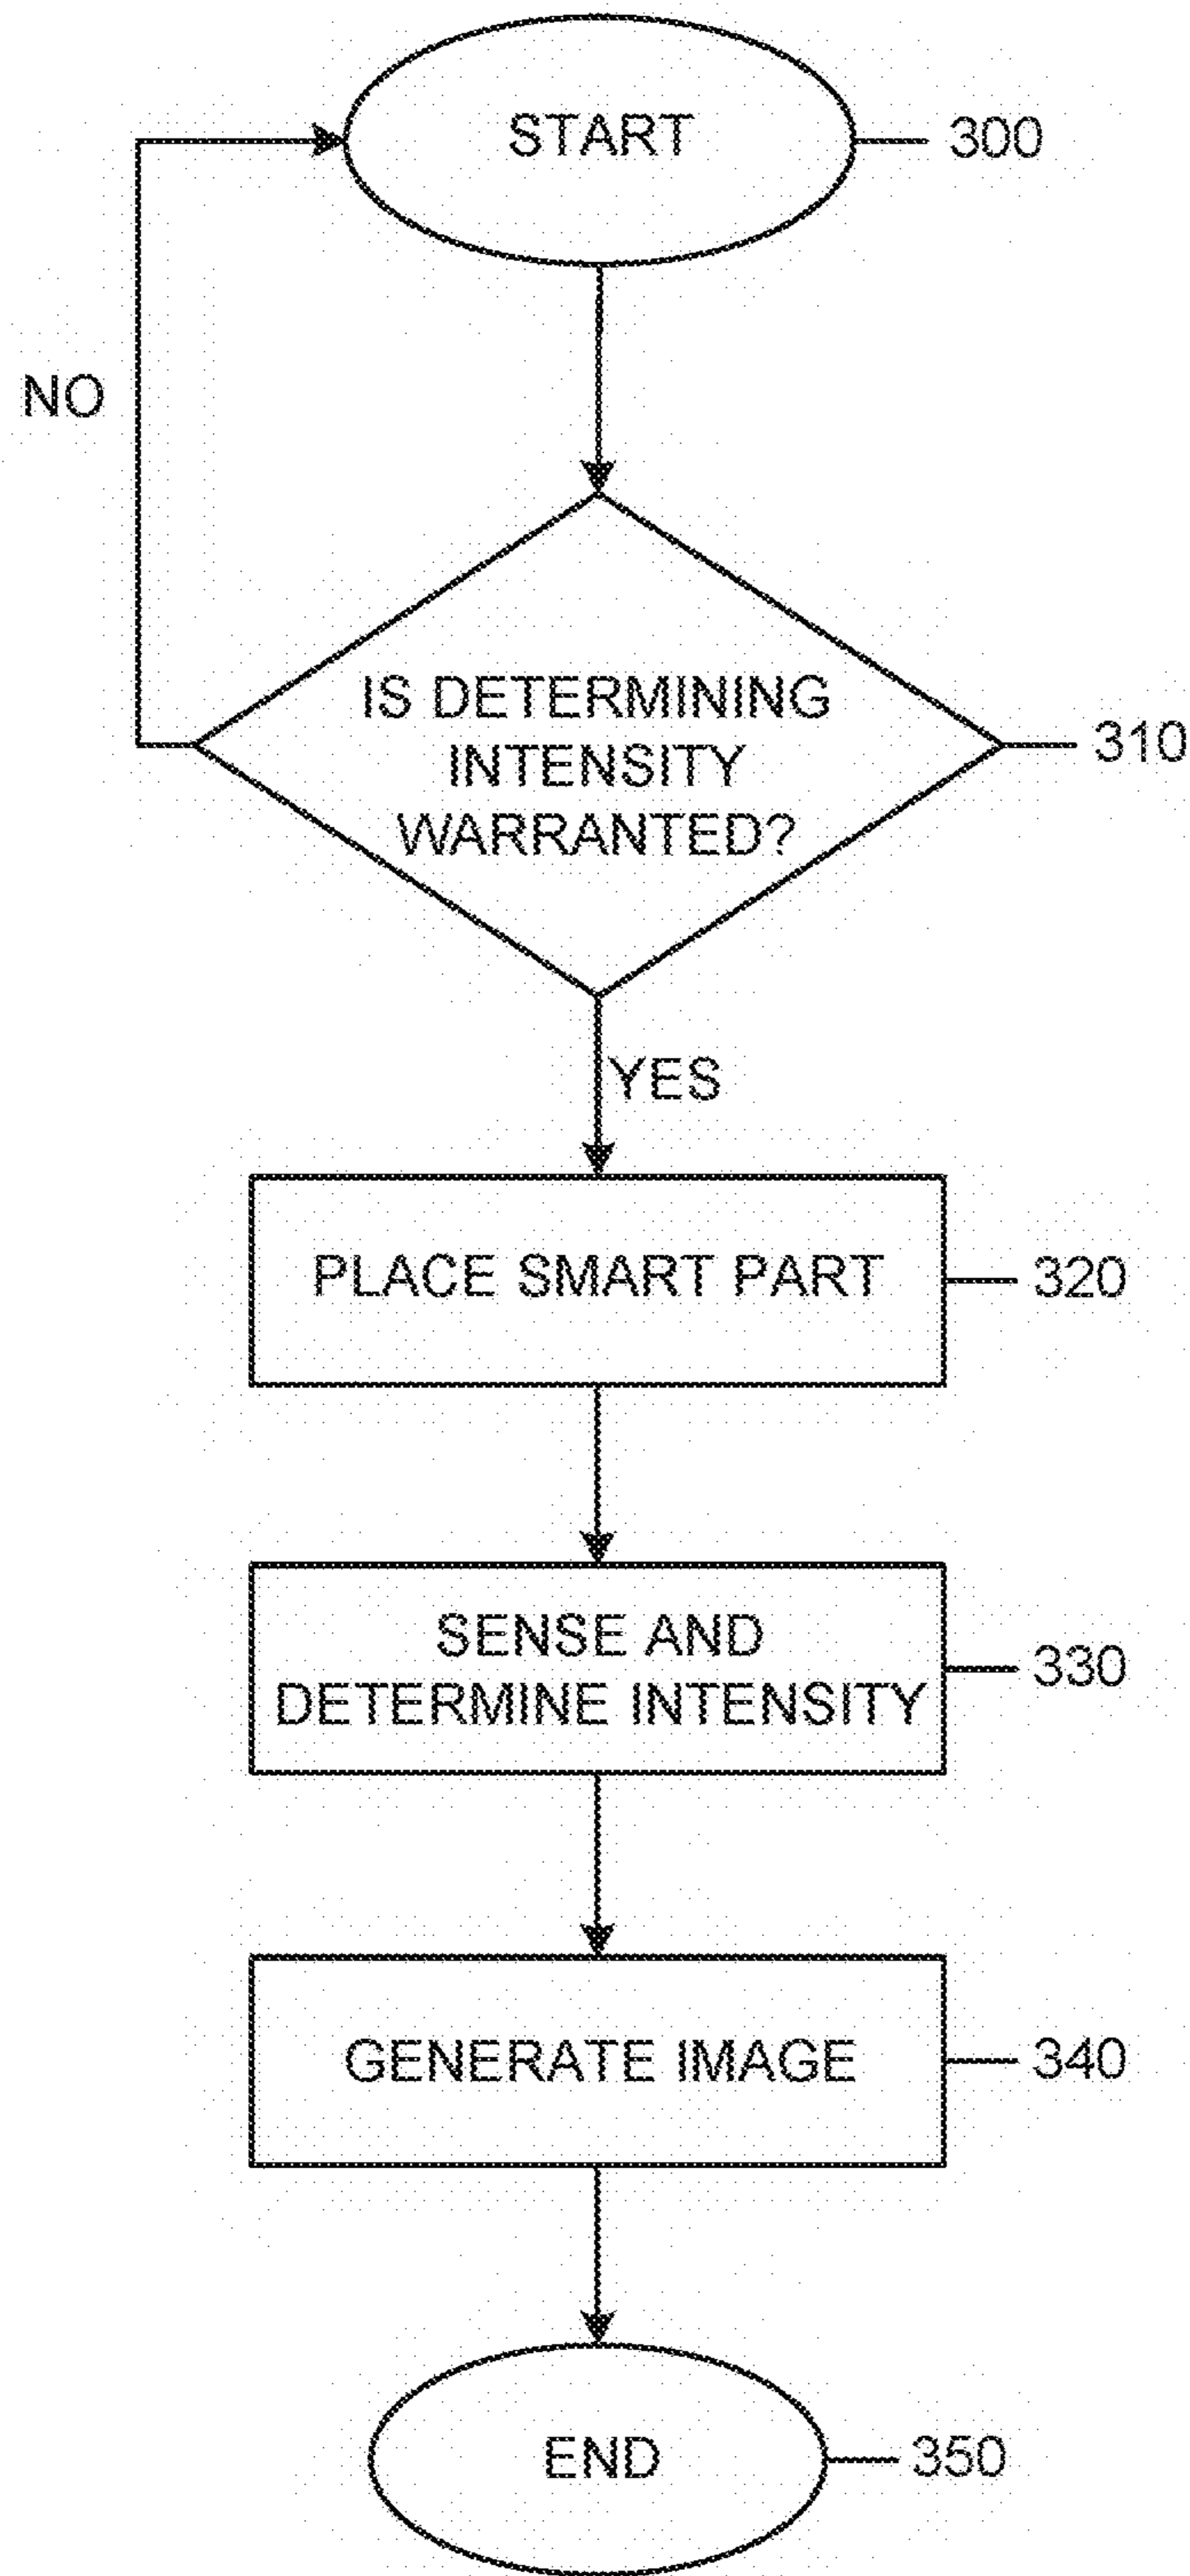 START
300
NO
IS DETERMINING
INTENSITY
WARRANTED?
310
YES
PLACE SMART PART
320
SENSE AND
DETERMINE INTENSITY
330
GENERATE IMAGE
340
END
350